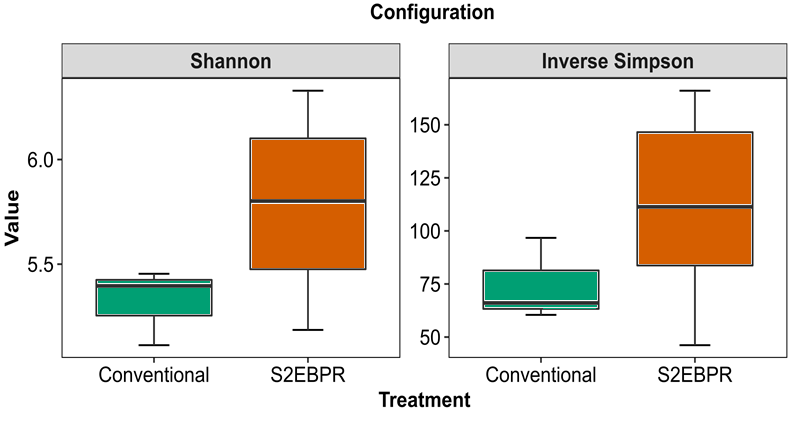 Configuration
Shannon
Inverse Simpson
Value
6.0
5.5
150
125
100
75
50
Conventional
S2EBPR
Conventional
S2EBPR
Treatment